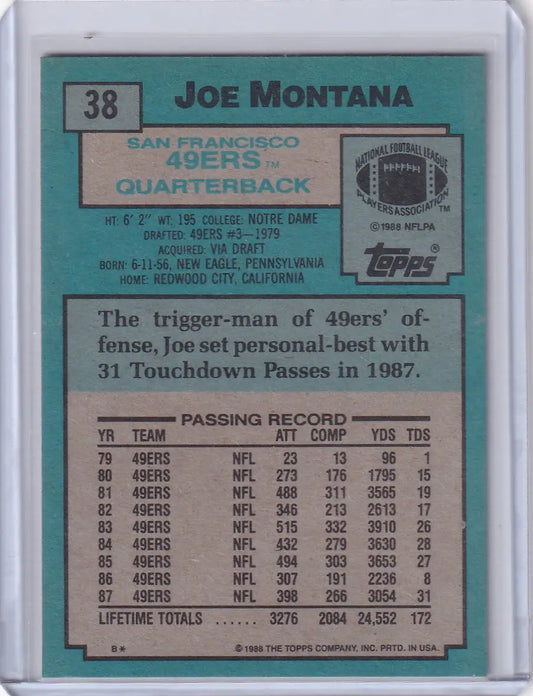 38
JOE MONTANA
SAN FRANCISCO
49ERS TM
QUARTERBACK
NATIONAL FOOTBALL LEAGUE
PLAYERS ASSOCIATION TM
©1988 NFLPA
topps®
HT: 6' 2" WT: 195 COLLEGE: NOTRE DAME
DRAFTED: 49ERS #3—1979
ACQUIRED: VIA DRAFT
BORN: 6-11-56, NEW EAGLE, PENNSYLVANIA
HOME: REDWOOD CITY, CALIFORNIA
The trigger-man of 49ers' of-
fense, Joe set personal-best with
31 Touchdown Passes in 1987.
PASSING RECORD
YR TEAM ATT COMP YDS TDS
79 49ERS NFL 23 13 96 1
80 49ERS NFL 273 176 1795 15
81 49ERS NFL 488 311 3565 19
82 49ERS NFL 346 213 2613 17
83 49ERS NFL 515 332 3910 26
84 49ERS NFL 432 279 3630 28
85 49ERS NFL 494 303 3653 27
86 49ERS NFL 307 191 2236 8
87 49ERS NFL 398 266 3054 31
LIFETIME TOTALS ...... 3276 2084 24,552 172
B* ©1988 THE TOPPS COMPANY, INC. PRTD. IN USA.